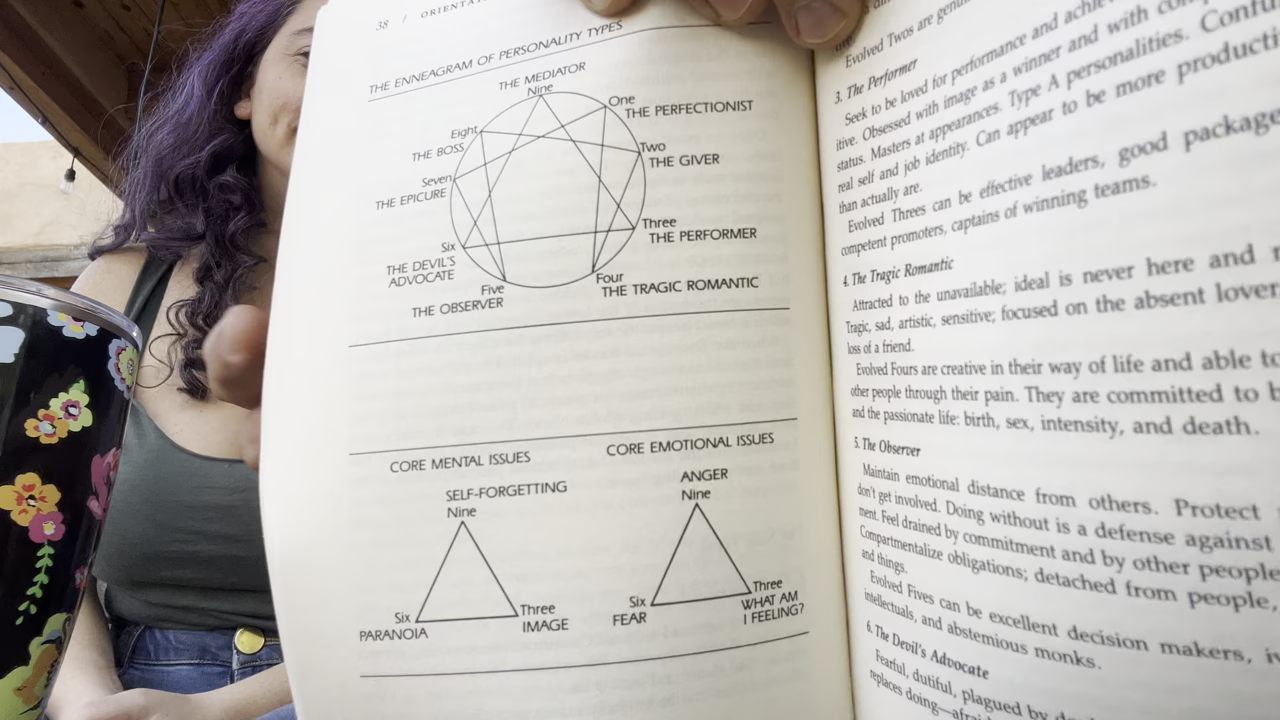 38 / ORIENTAT
THE ENNEAGRAM OF PERSONALITY TYPES
THE MEDIATOR
Nine
One
THE PERFECTIONIST
Eight
THE BOSS
Two
THE GIVER
Seven
THE EPICURE
Three
THE PERFORMER
Six
THE DEVIL'S
ADVOCATE
Four
THE TRAGIC ROMANTIC
Five
THE OBSERVER
CORE MENTAL ISSUES
CORE EMOTIONAL ISSUES
SELF-FORGETTING
Nine
ANGER
Nine
Six
PARANOIA
Three
IMAGE
Six
FEAR
Three
WHAT AM
I FEELING?
Evolved Twos are
3. The Performer
Seek to be loved for performance and
itive. Obsessed with image as a winner and with
status. Masters at appearances. Type A personalities.
real self and job identity. Can appear to be more
than actually are.
Evolved Threes can be effective leaders, good package
competent promoters, captains of winning teams.
4. The Tragic Romantic
Attracted to the unavailable; ideal is never here and
Tragic, sad, artistic, sensitive; focused on the absent lover
loss of a friend.
Evolved Fours are creative in their way of life and able to
other people through their pain. They are committed to b
and the passionate life: birth, sex, intensity, and death.
5. The Observer
Maintain emotional distance from others. Protect
don't get involved. Doing without is a defense against
ment. Feel drained by commitment and by other people
Compartmentalize obligations; detached from people,
and things.
Evolved Fives can be excellent decision makers, iv
intellectuals, and abstemious monks.
6. The Devil's Advocate
Fearful, dutiful, plagued by
replaces doing—afraid